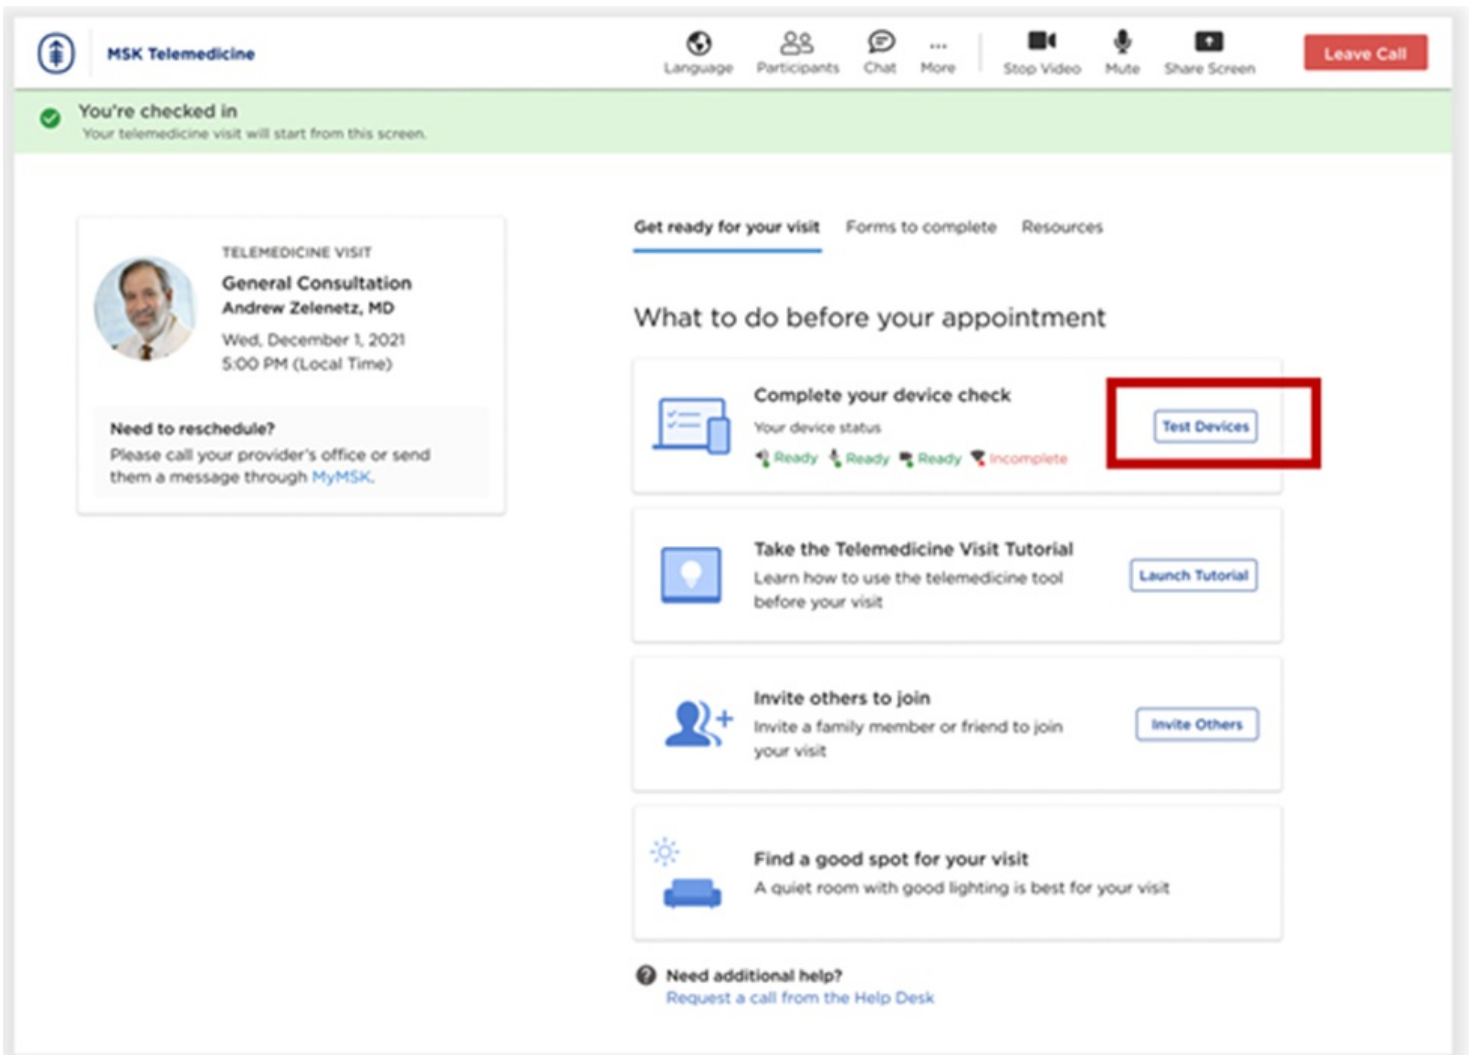 MSK Telemedicine
Language
Participants
Chat
More
Stop Video
Mute
Share Screen
Leave Call
You're checked in
Your telemedicine visit will start from this screen.
TELEMEDICINE VISIT
General Consultation
Andrew Zelenetz, MD
Wed, December 1, 2021
5:00 PM (Local Time)
Need to reschedule?
Please call your provider's office or send
them a message through MyMSK.
Get ready for your visit
Forms to complete
Resources
What to do before your appointment
Complete your device check
Your device status
Ready Ready Ready Incomplete
Test Devices
Take the Telemedicine Visit Tutorial
Learn how to use the telemedicine tool
before your visit
Launch Tutorial
Invite others to join
Invite a family member or friend to join
your visit
Invite Others
Find a good spot for your visit
A quiet room with good lighting is best for your visit
Need additional help?
Request a call from the Help Desk